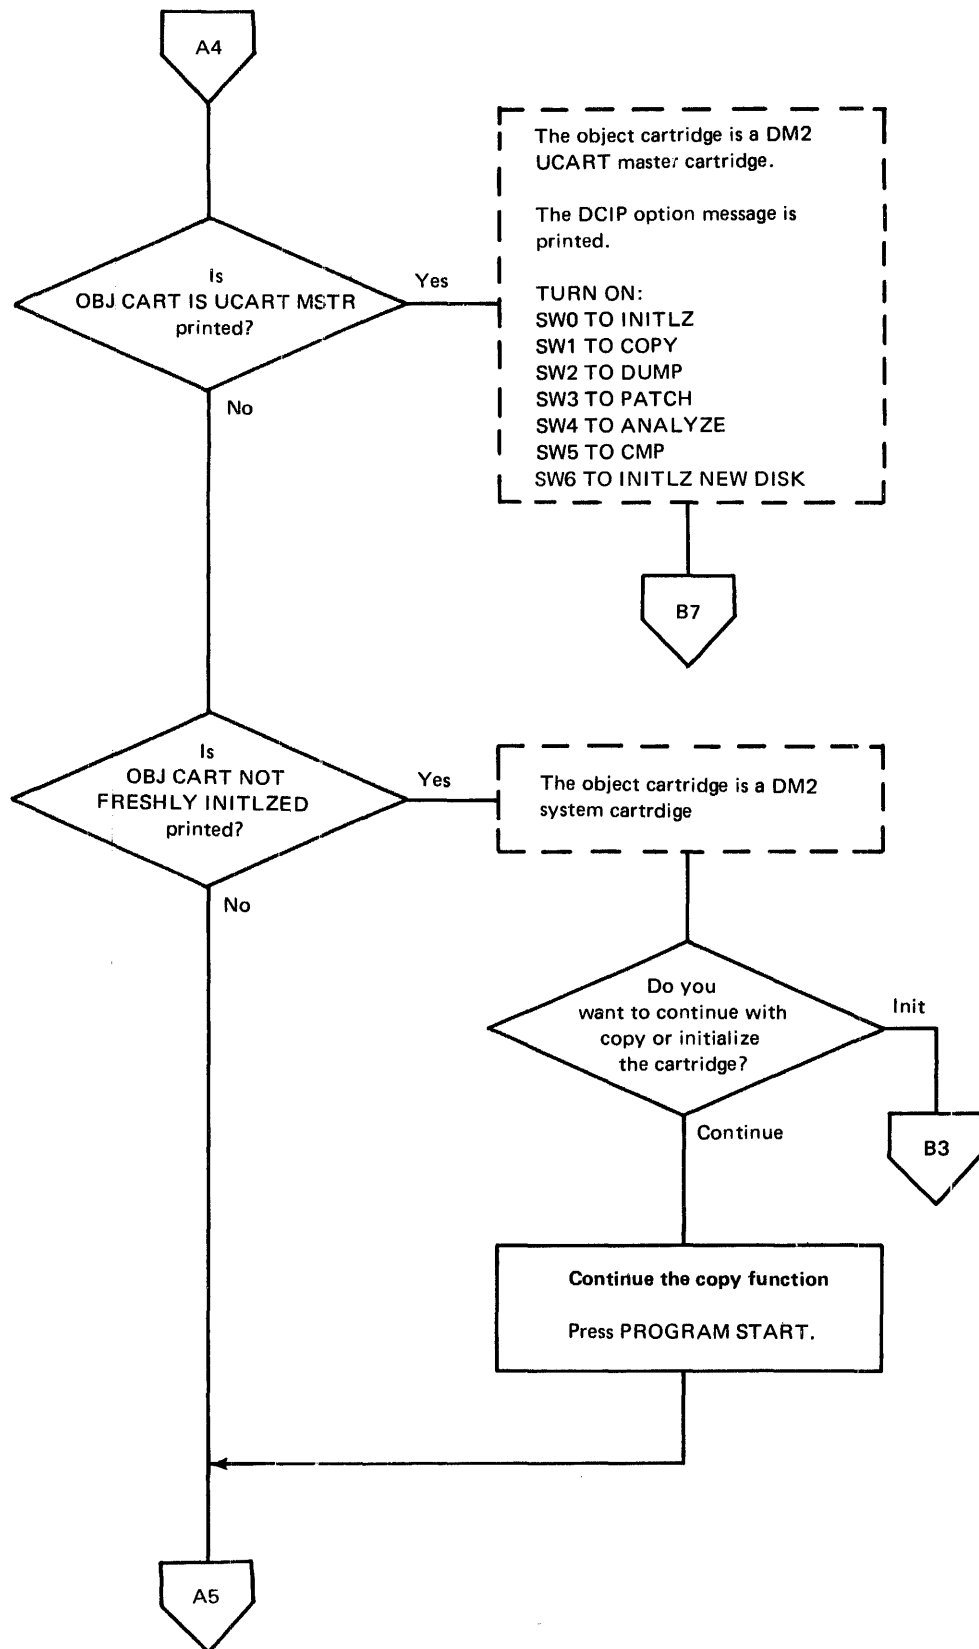 A4
Is
OBJ CART IS UCART MSTR
printed?
Yes
No
The object cartridge is a DM2
UCART master cartridge.
The DCIP option message is
printed.
TURN ON:
SW0 TO INITLZ
SW1 TO COPY
SW2 TO DUMP
SW3 TO PATCH
SW4 TO ANALYZE
SW5 TO CMP
SW6 TO INITLZ NEW DISK
B7
Is
OBJ CART NOT
FRESHLY INITLZED
printed?
Yes
No
The object cartridge is a DM2
system cartrdige
Do you
want to continue with
copy or initialize
the cartridge?
Init
Continue
B3
Continue the copy function
Press PROGRAM START.
A5